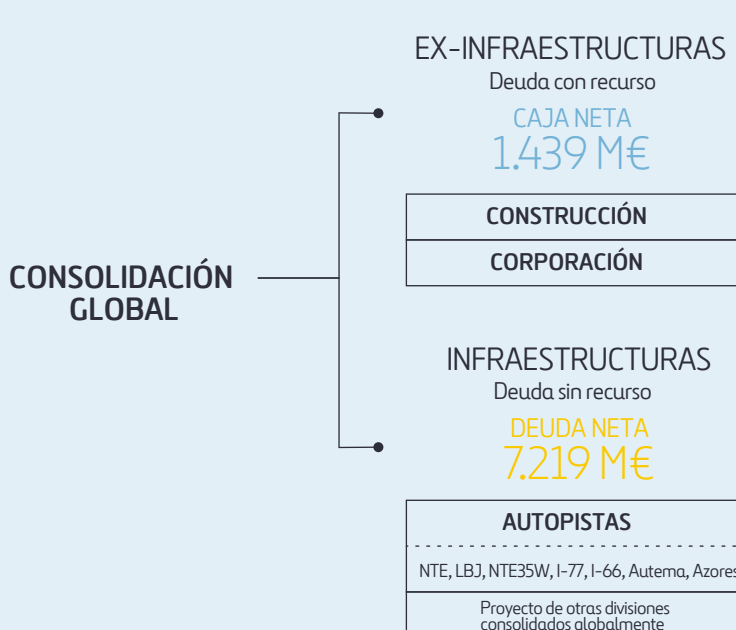 EX-INFRAESTRUCTURAS
Deuda con recurso
CAJA NETA
1.439 M€
CONSTRUCCIÓN
CORPORACIÓN
CONSOLIDACIÓN
GLOBAL
INFRAESTRUCTURAS
Deuda sin recurso
DEUDA NETA
7.219 M€
AUTOPISTAS
NTE, LBJ, NTE35W, I-77, I-66, Autema, Azores
Proyecto de otras divisiones
consolidados globalmente